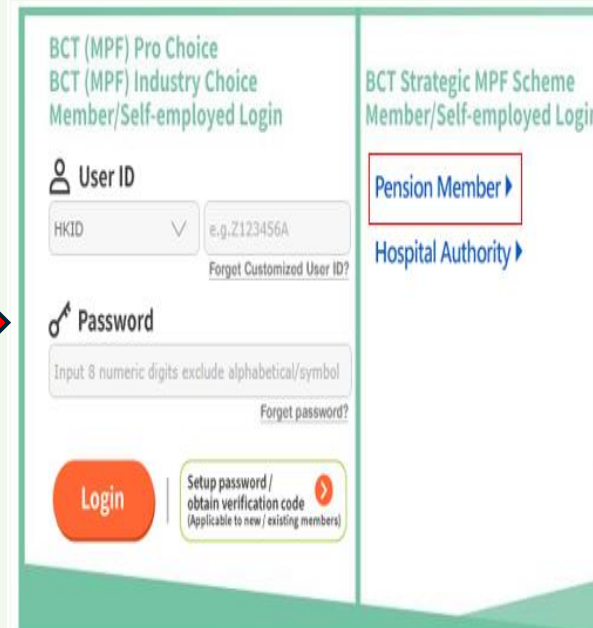 BCT (MPF) Pro Choice
BCT (MPF) Industry Choice
Member/Self-employed Login
User ID
HKID
e.g.Z123456A
Forget Customized User ID?
Password
Input 8 numeric digits exclude alphabetical/symbol
Forget password?
Login
Setup password /
obtain verification code
(Applicable to new / existing members)
BCT Strategic MPF Scheme
Member/Self-employed Login
Pension Member
Hospital Authority